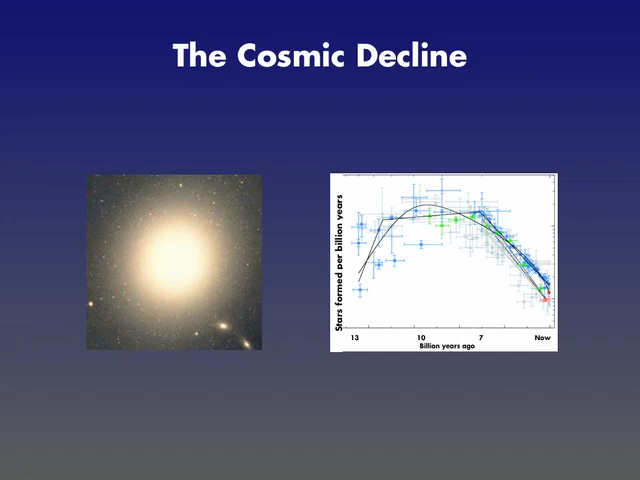 The Cosmic Decline
Stars formed per billion years
13
10
7
Now
Billion years ago